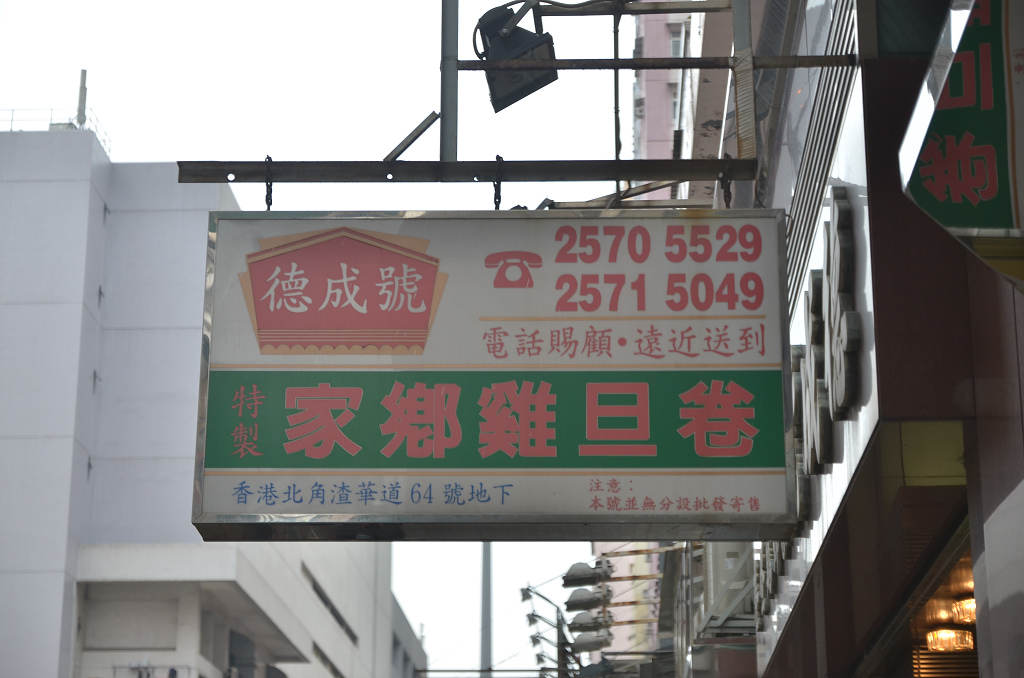 德成號
2570 5529
2571 5049
電話賜顧・遠近送到
特製
家鄉雞旦卷
香港北角渣華道 64 號地下
注意：
本號並無分設批發寄售